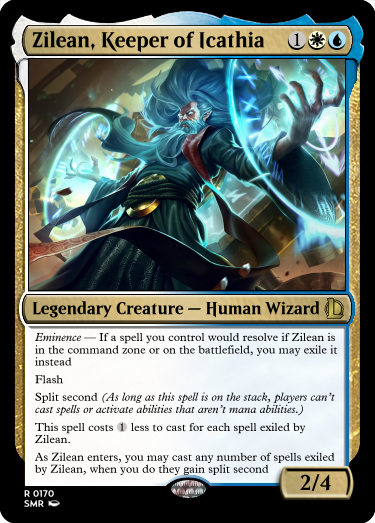 Zilean, Keeper of Icathia 1
Legendary Creature — Human Wizard
Eminence — If a spell you control would resolve if Zilean is
in the command zone or on the battlefield, you may exile it
instead
Flash
Split second (As long as this spell is on the stack, players can't
cast spells or activate abilities that aren't mana abilities.)
This spell costs 1 less to cast for each spell exiled by
Zilean.
As Zilean enters, you may cast any number of spells exiled
by Zilean, when you do they gain split second
2/4
R 0170
SMR